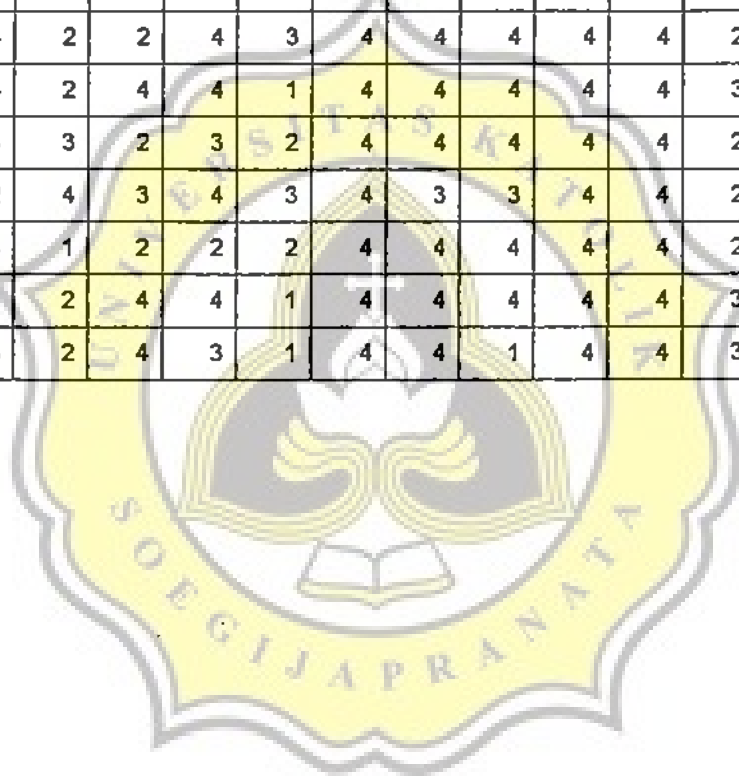 2 2 4 3 4 4 4 4 4 2
2 4 4 1 4 4 4 4 4 3
3 2 3 2 4 4 4 4 4 2
4 3 4 3 4 3 3 4 4 2
1 2 2 2 4 4 4 4 4 2
2 4 4 1 4 4 4 4 4 3
2 4 3 1 4 4 1 4 4 3
UNIVERSITAS KATOLIK
SOEGIJAPRANATA